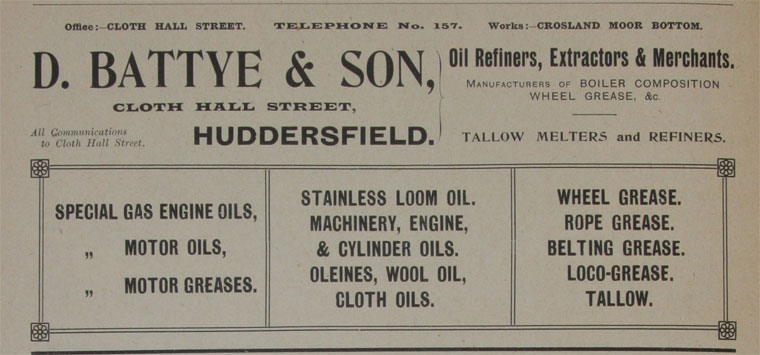 Office:—CLOTH HALL STREET. TELEPHONE No. 157. Works:—CROSLAND MOOR BOTTOM.
D. BATTYE & SON,
CLOTH HALL STREET,
All Communications
to Cloth Hall Street.
HUDDERSFIELD.
Oil Refiners, Extractors & Merchants.
MANUFACTURERS OF BOILER COMPOSITION
WHEEL GREASE, &c.
TALLOW MELTERS and REFINERS.
SPECIAL GAS ENGINE OILS,
„ MOTOR OILS,
„ MOTOR GREASES.
STAINLESS LOOM OIL.
MACHINERY, ENGINE,
& CYLINDER OILS.
OLEINES, WOOL OIL,
CLOTH OILS.
WHEEL GREASE.
ROPE GREASE.
BELTING GREASE.
LOCO-GREASE.
TALLOW.